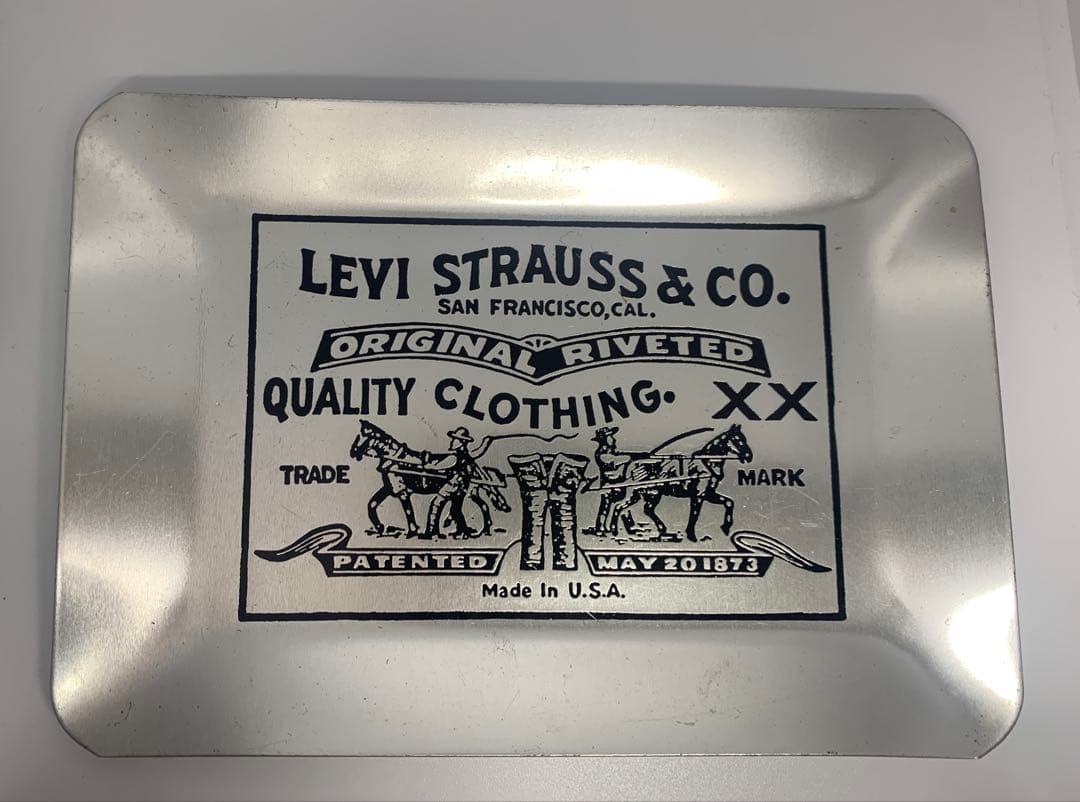 LEVI STRAUSS & CO.
SAN FRANCISCO, CAL.
ORIGINAL RIVETED
QUALITY CLOTHING. XX
TRADE MARK
PATENTED MAY 20 1873
Made In U.S.A.